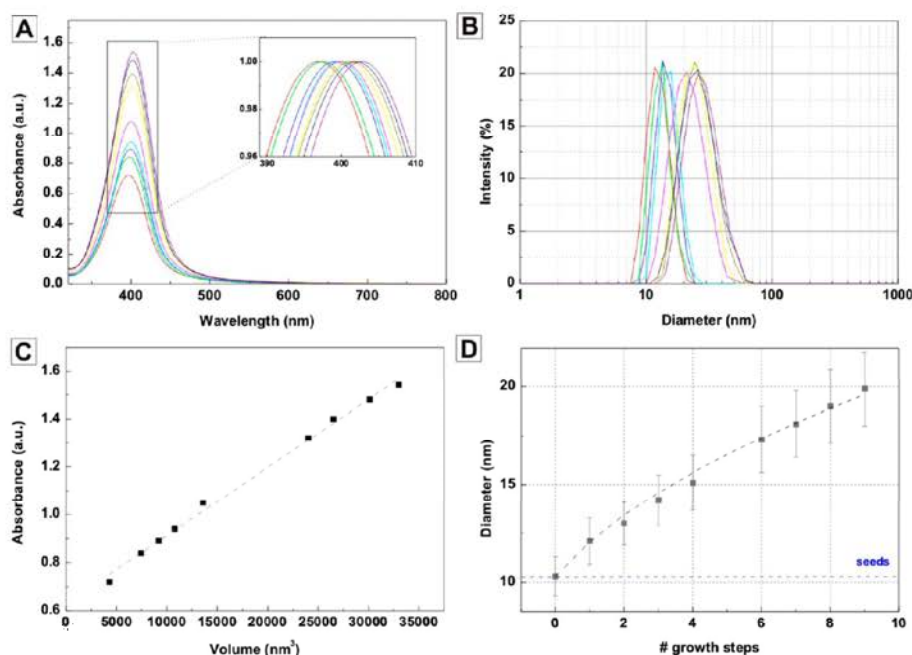 A
Absorbance (a.u.)
1.6
1.4
1.2
1.0
0.8
0.6
0.4
0.2
0.0
400 500 600 700 800
Wavelength (nm)
1.00
0.98
0.96
390 400 410
B
Intensity (%)
25
20
15
10
5
0
1 10 100 1000
Diameter (nm)
C
Absorbance (a.u.)
1.6
1.4
1.2
1.0
0.8
0.6
0 5000 10000 15000 20000 25000 30000 35000
Volume (nm³)
D
Diameter (nm)
20
15
10
seeds
0 2 4 6 8 10
# growth steps